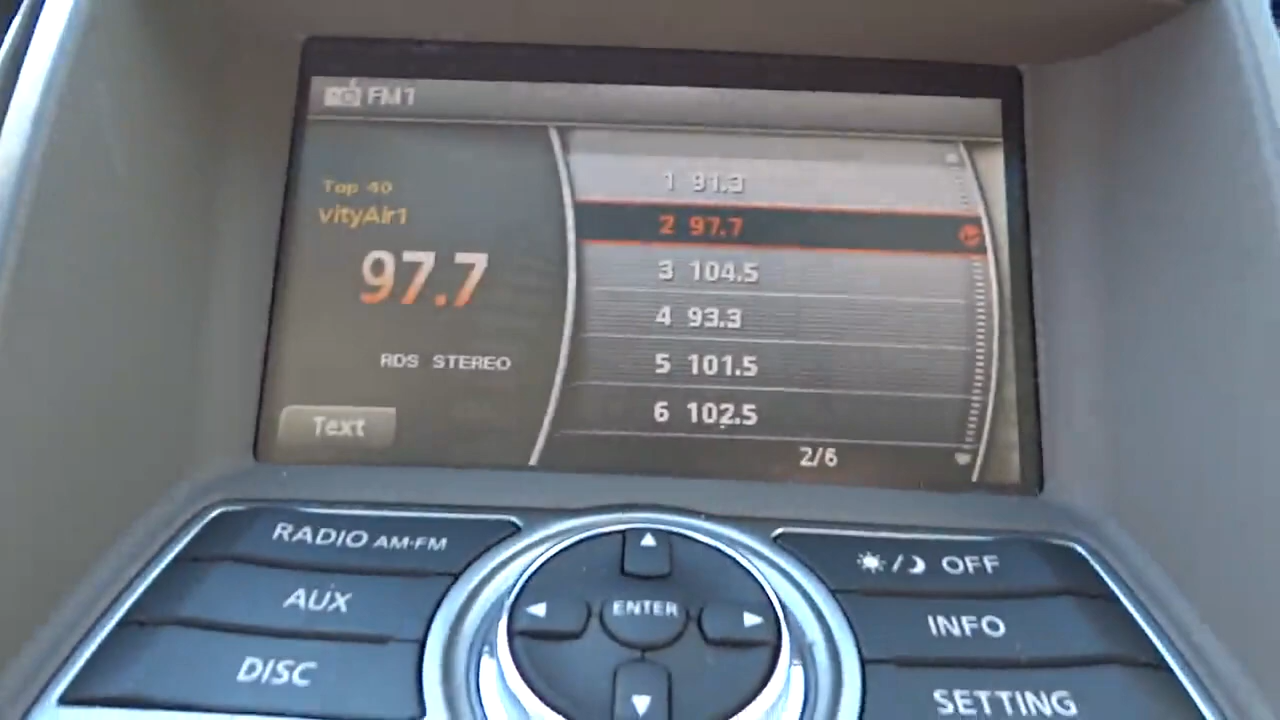 FM1
Top 40
vityAir1
97.7
RDS STEREO
Text
1 91.3
2 97.7
3 104.5
4 93.3
5 101.5
6 102.5
2/6
RADIO AM·FM
AUX
DISC
ENTER
OFF
INFO
SETTING